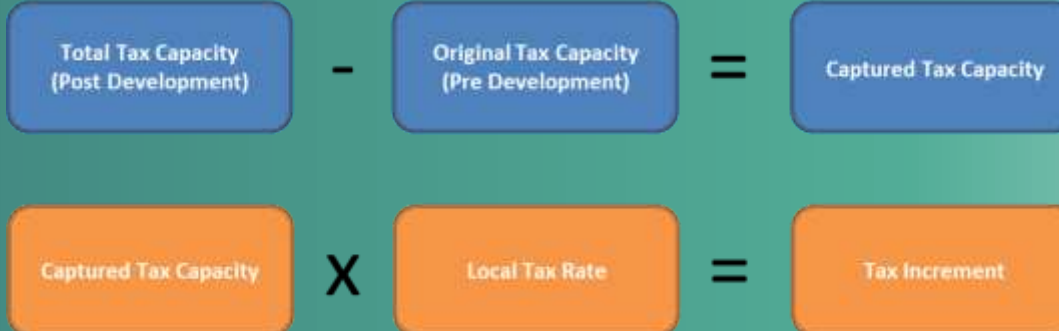 Total Tax Capacity
(Post Development)
-
Original Tax Capacity
(Pre Development)
=
Captured Tax Capacity
Captured Tax Capacity
X
Local Tax Rate
=
Tax Increment